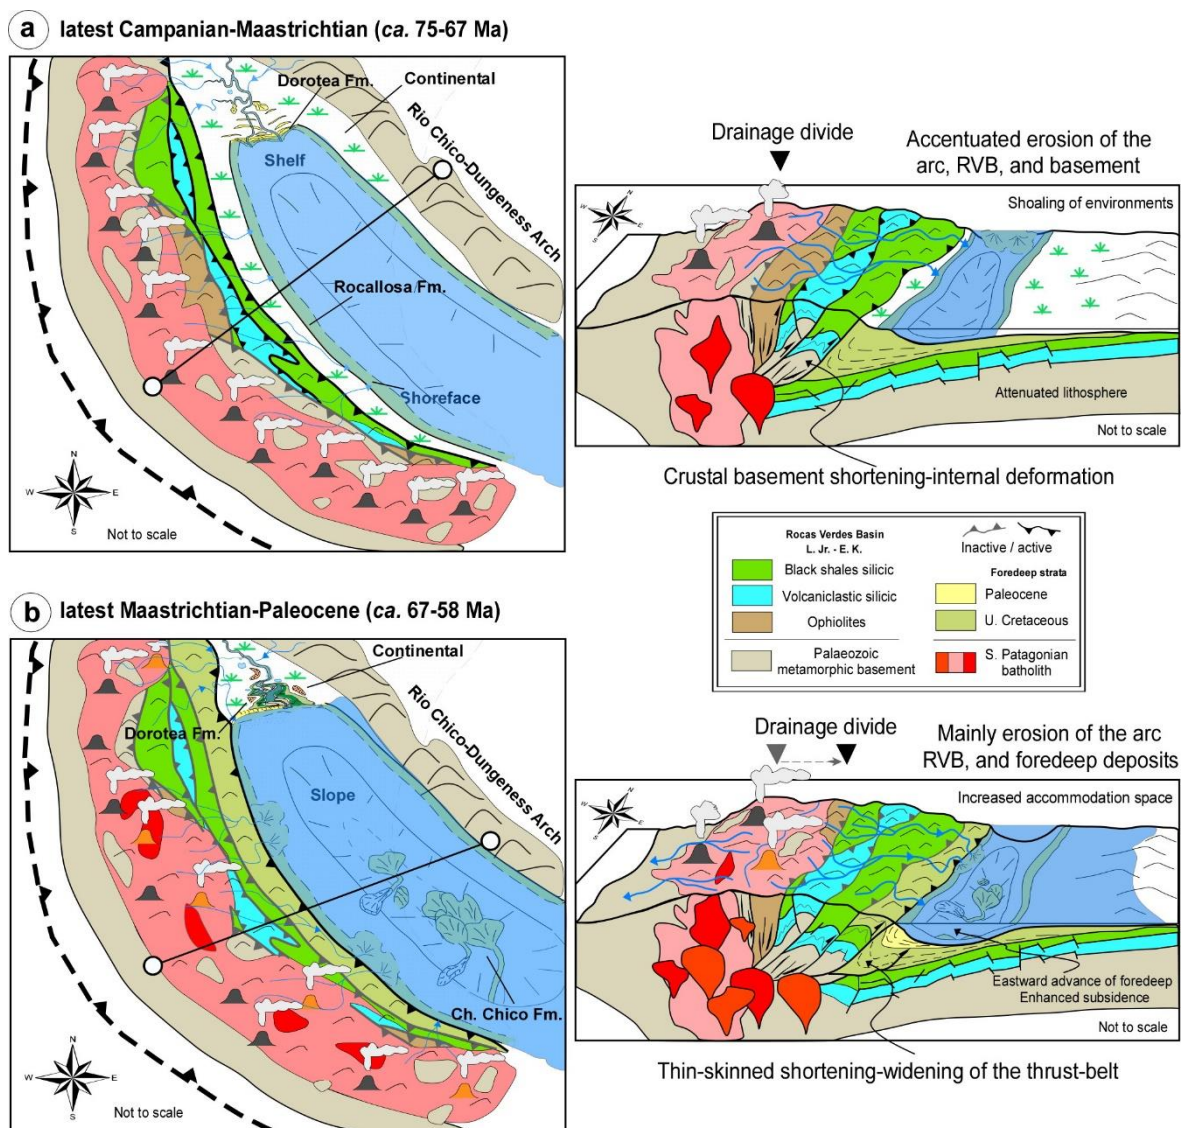 a latest Campanian-Maastrichtian (ca. 75-67 Ma)
Dorotea Fm.
Continental
Rio Chico-Dungeness Arch
Shelf
Rocallosa Fm.
Shoreface
N
W
E
S
Not to scale
Drainage divide
Accentuated erosion of the
arc, RVB, and basement
N
W
E
S
Shoaling of environments
Attenuated lithosphere
Not to scale
Crustal basement shortening-internal deformation
Rocas Verdes Basin
L. Jr. - E. K.
Black shales silicic
Volcaniclastic silicic
Ophiolites
Palaeozoic
metamorphic basement
Inactive / active
Foredeep strata
Paleocene
U. Cretaceous
S. Patagonian
batholith
b latest Maastrichtian-Paleocene (ca. 67-58 Ma)
Continental
Rio Chico-Dungeness Arch
Dorotea Fm.
Slope
Ch. Chico Fm.
N
W
E
S
Not to scale
Drainage divide
Mainly erosion of the arc
RVB, and foredeep deposits
N
W
E
S
Increased accommodation space
Eastward advance of foredeep
Enhanced subsidence
Not to scale
Thin-skinned shortening-widening of the thrust-belt